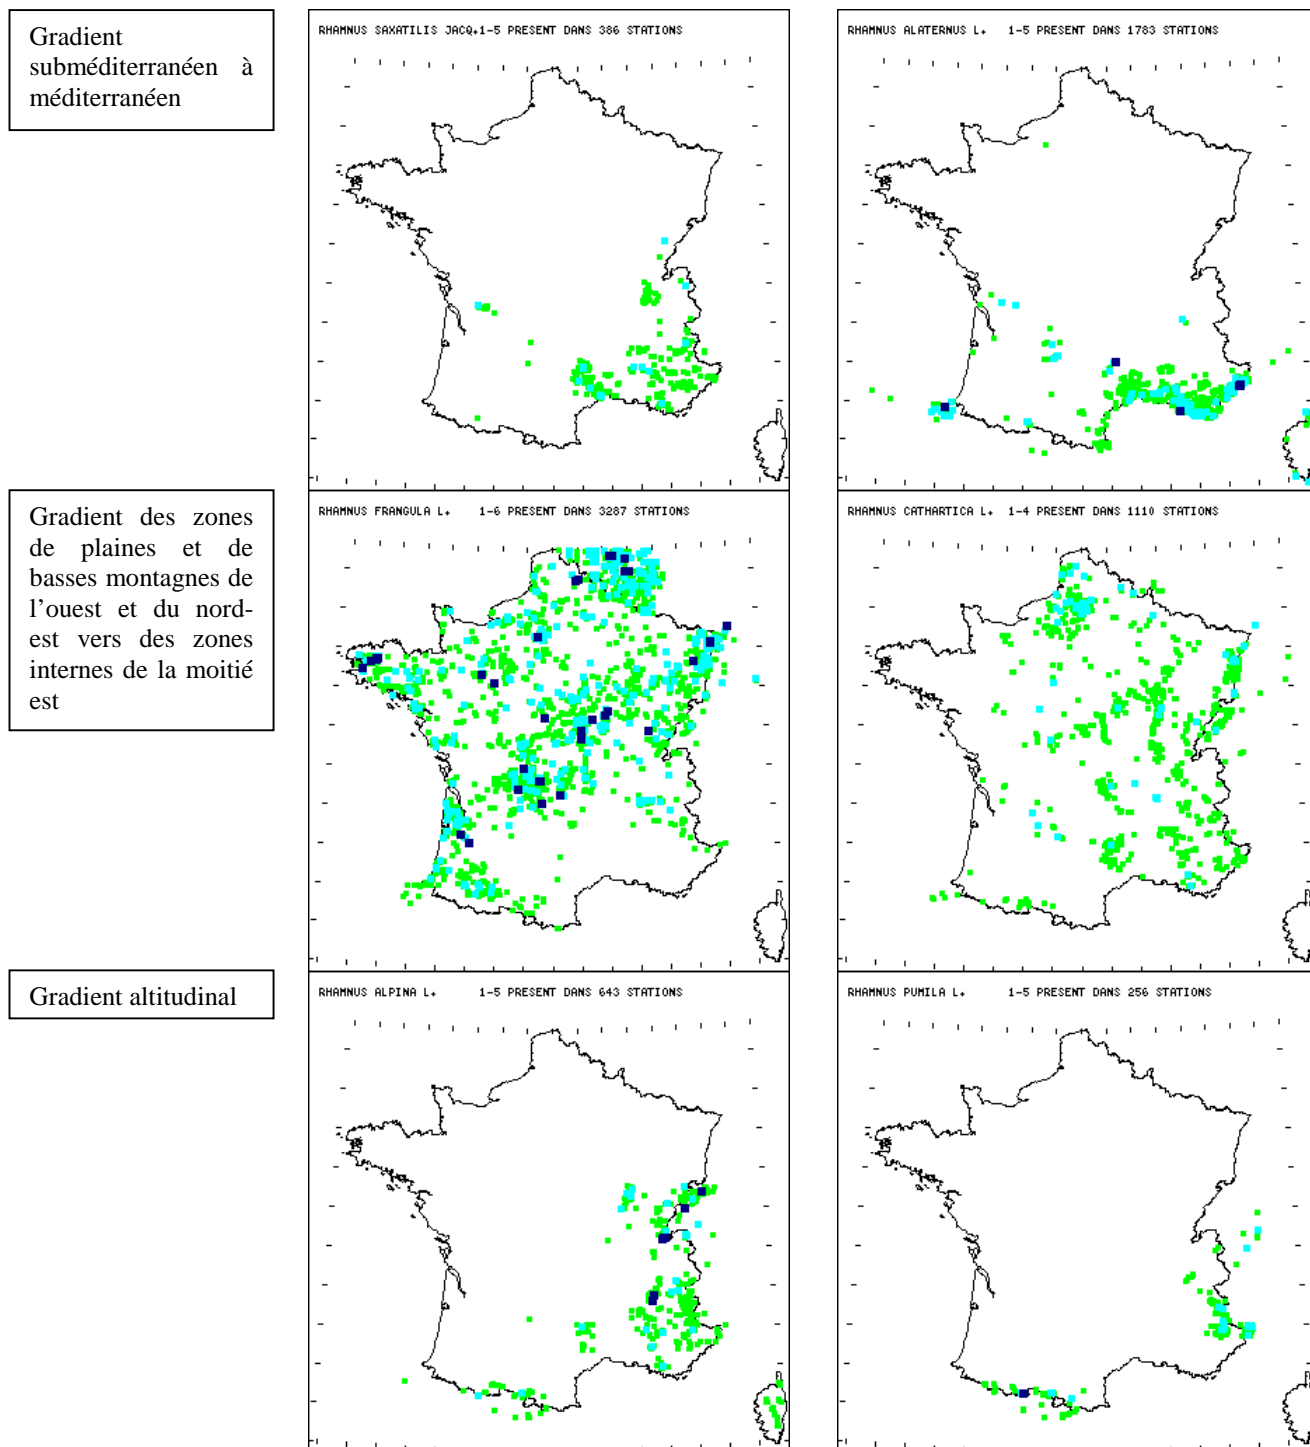 Gradient
subméditerranéen à
méditerranéen
RHAMNUS SAXATILIS JACQ.1-5 PRESENT DANS 386 STATIONS
RHAMNUS ALATERNUS L. 1-5 PRESENT DANS 1783 STATIONS
Gradient des zones
de plaines et de
basses montagnes de
l’ouest et du nord-
est vers des zones
internes de la moitié
est
RHAMNUS FRANGULA L. 1-6 PRESENT DANS 3287 STATIONS
RHAMNUS CATHARTICA L. 1-4 PRESENT DANS 1110 STATIONS
Gradient altitudinal
RHAMNUS ALPINA L. 1-5 PRESENT DANS 643 STATIONS
RHAMNUS PUMILA L. 1-5 PRESENT DANS 256 STATIONS